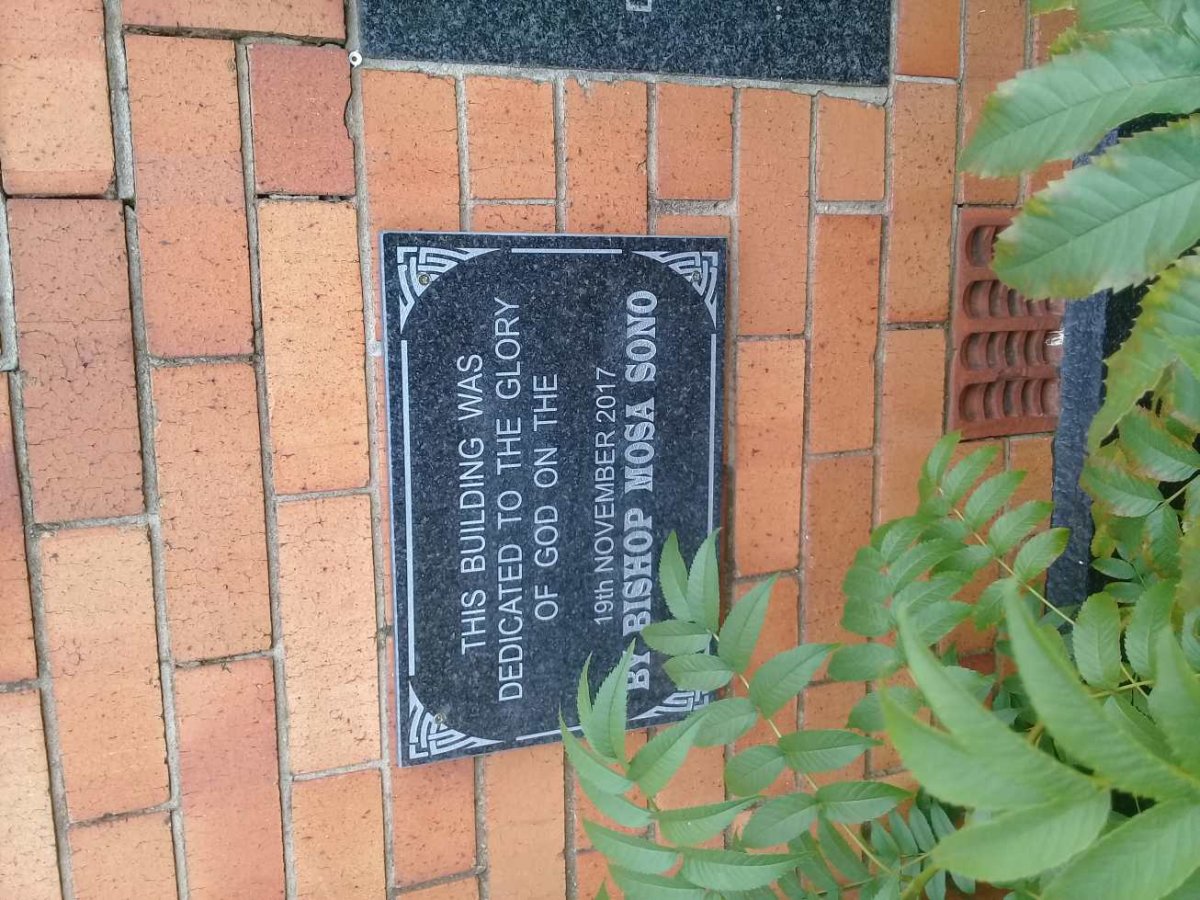 THIS BUILDING WAS
DEDICATED TO THE GLORY
OF GOD ON THE
19th NOVEMBER 2017
BY BISHOP MOSA SONO